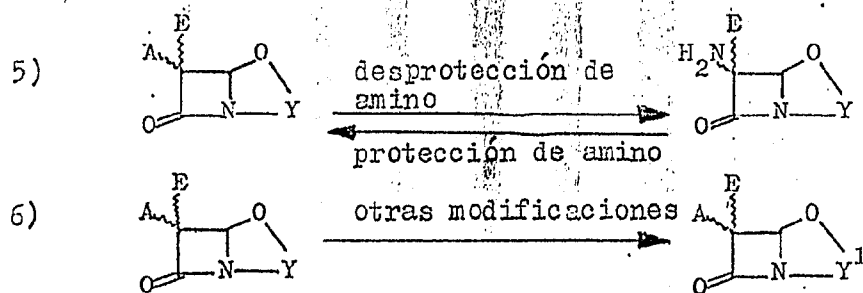 5)
E
A
O
N
Y
O
desprotección de
amino
protección de amino
E
H2N
O
N
Y
O
6)
E
A
O
N
Y
O
otras modificaciones
E
A
O
N
Y1
O